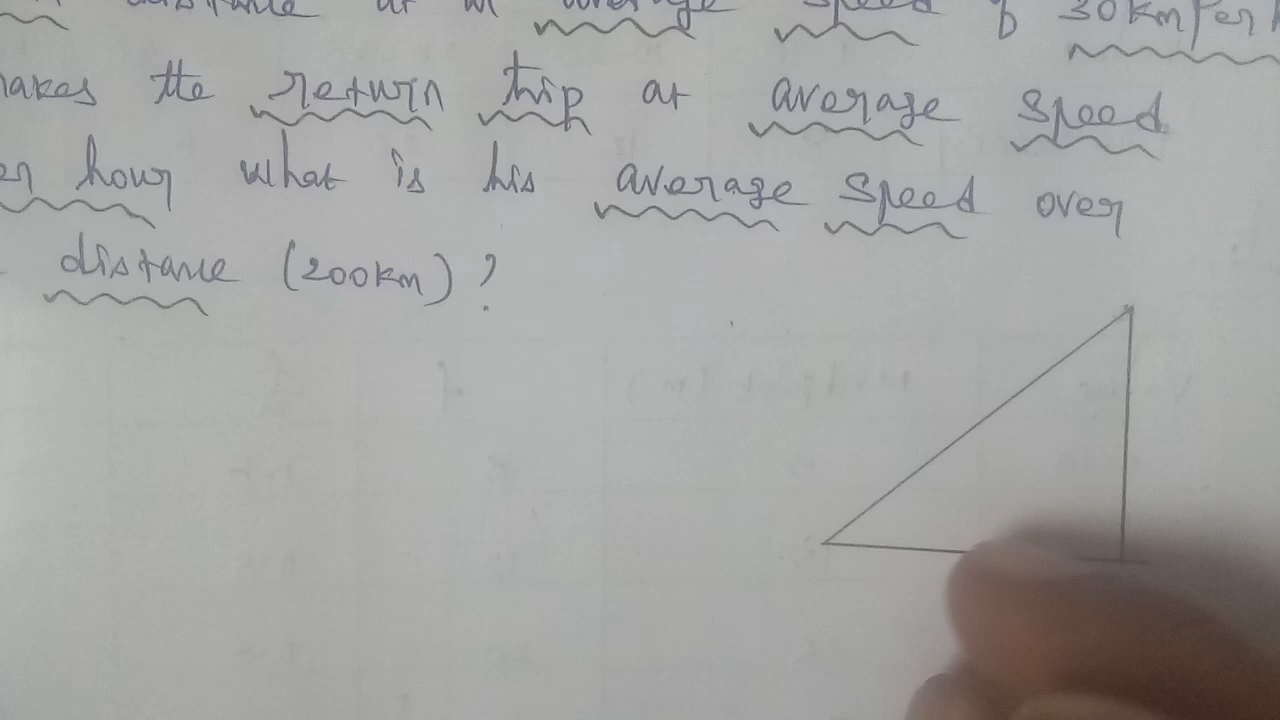 distance at an average speed of 30km per
makes the return trip at average speed
hour what is his average speed over
distance (200km)?